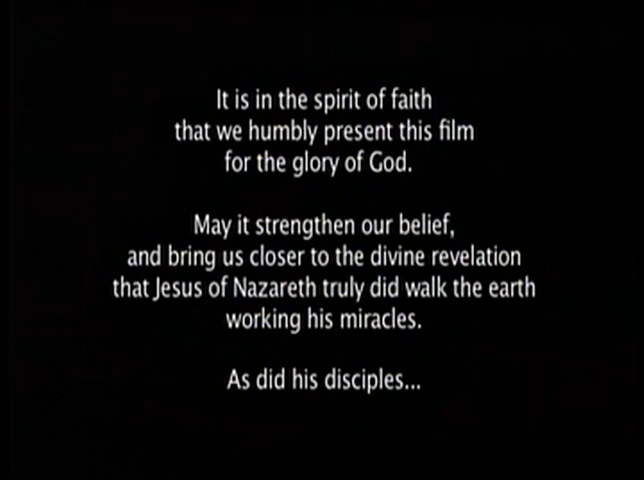 It is in the spirit of faith
that we humbly present this film
for the glory of God.
May it strengthen our belief,
and bring us closer to the divine revelation
that Jesus of Nazareth truly did walk the earth
working his miracles.
As did his disciples...